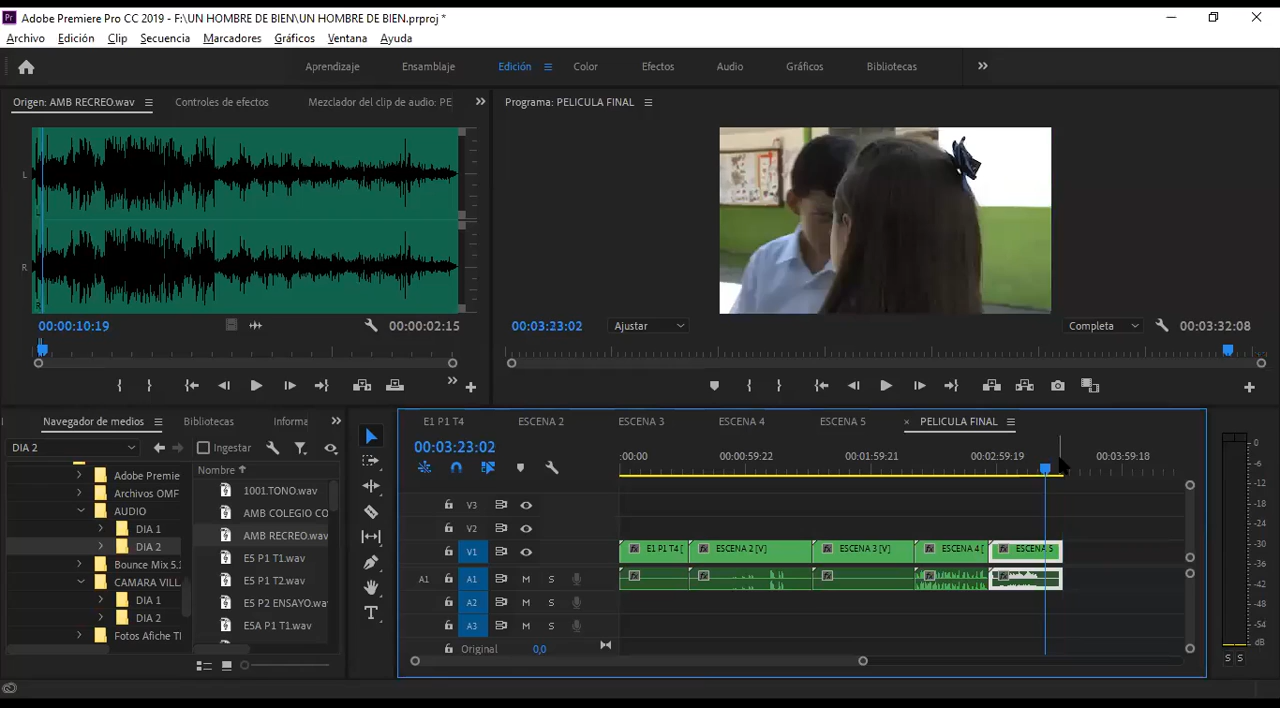 Adobe Premiere Pro CC 2019 - F:\UN HOMBRE DE BIEN\UN HOMBRE DE BIEN.prproj *
Archivo Edición Clip Secuencia Marcadores Gráficos Ventana Ayuda
Aprendizaje Ensamblaje Edición Color Efectos Audio Gráficos Bibliotecas
Origen: AMB RECREO.wav Controles de efectos Mezclador del clip de audio: PE
Programa: PELICULA FINAL
L
R
00:00:10:19 00:00:02:15
00:03:23:02 Ajustar Completa 00:03:32:08
Navegador de medios Bibliotecas Informa
DIA 2 Ingestar
Nombre
Adobe Premie
Archivos OMF
AUDIO
DIA 1
DIA 2
Bounce Mix 5.1
CAMARA VILL
DIA 1
DIA 2
Fotos Afiche TI
1001.TONO.wav
AMB COLEGIO CO
AMB RECREO.wav
E5 P1 T1.wav
E5 P1 T2.wav
E5 P2 ENSAYO.wa
E5A P1 T1.wav
E1 P1 T4 ESCENA 2 ESCENA 3 ESCENA 4 ESCENA 5 × PELICULA FINAL
00:03:23:02
:00:00 00:00:59:22 00:01:59:21 00:02:59:19 00:03:59:18
V3
V2
V1 E1 P1 T4 [ ESCENA 2 [V] ESCENA 3 [V] ESCENA 4 [ ESCENA 5
A1 A1 M S
A2 M S
A3 M S
Original 0,0
0
-6
-12
-18
-24
-30
-36
-42
-48
-54
dB
S S